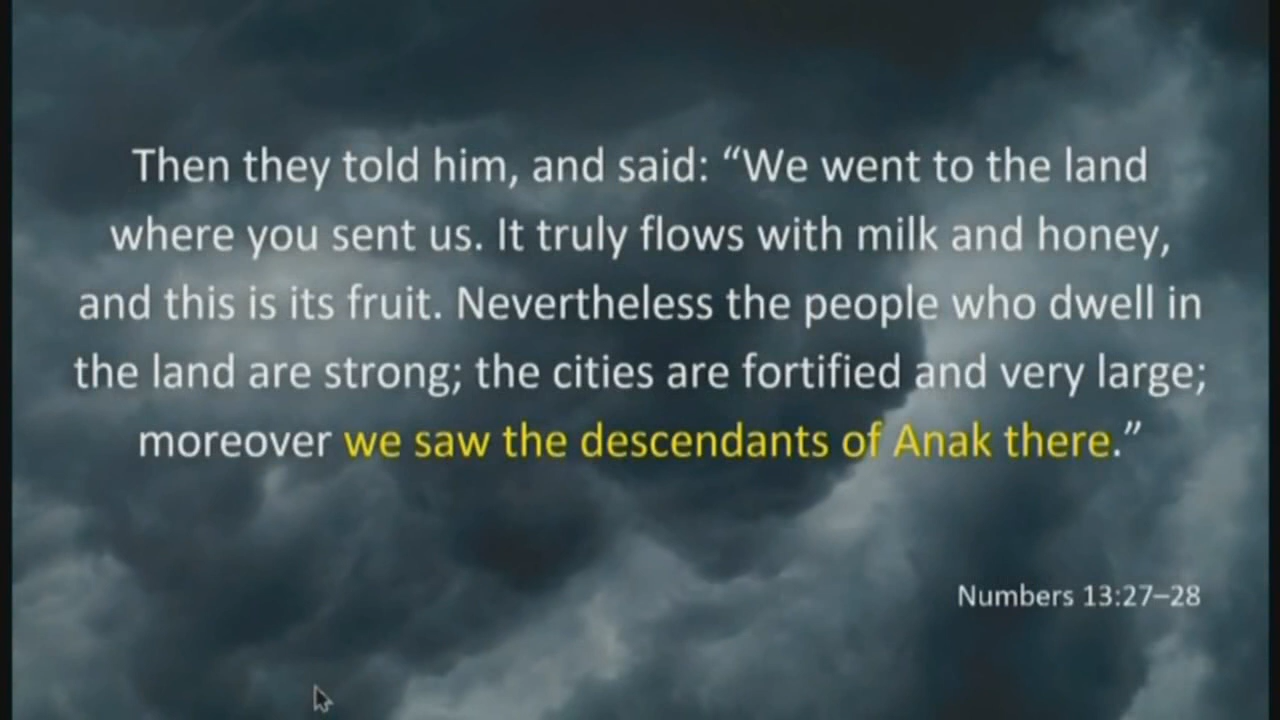 Then they told him, and said: “We went to the land
where you sent us. It truly flows with milk and honey,
and this is its fruit. Nevertheless the people who dwell in
the land are strong; the cities are fortified and very large;
moreover we saw the descendants of Anak there.”
Numbers 13:27–28